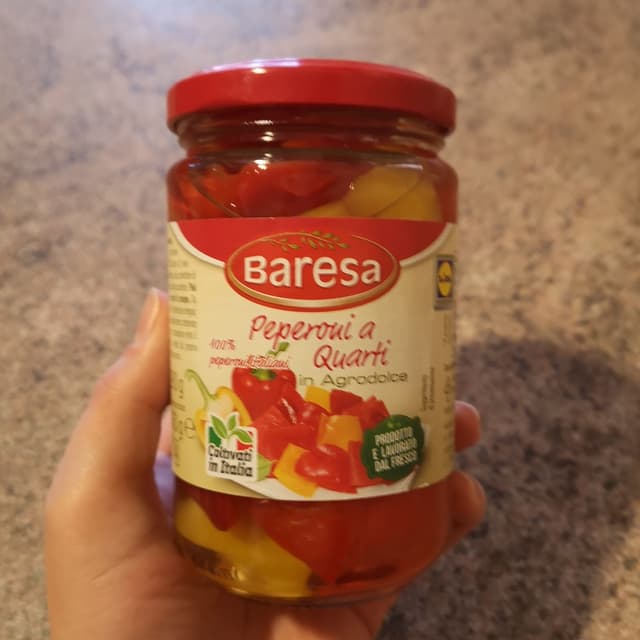 Baresa
Peperoni a
Quarti
in Agrodolce
100%
peperoni italiani
Coltivati
in Italia
PRODOTTO
E LAVORATO
DAL FRESCO